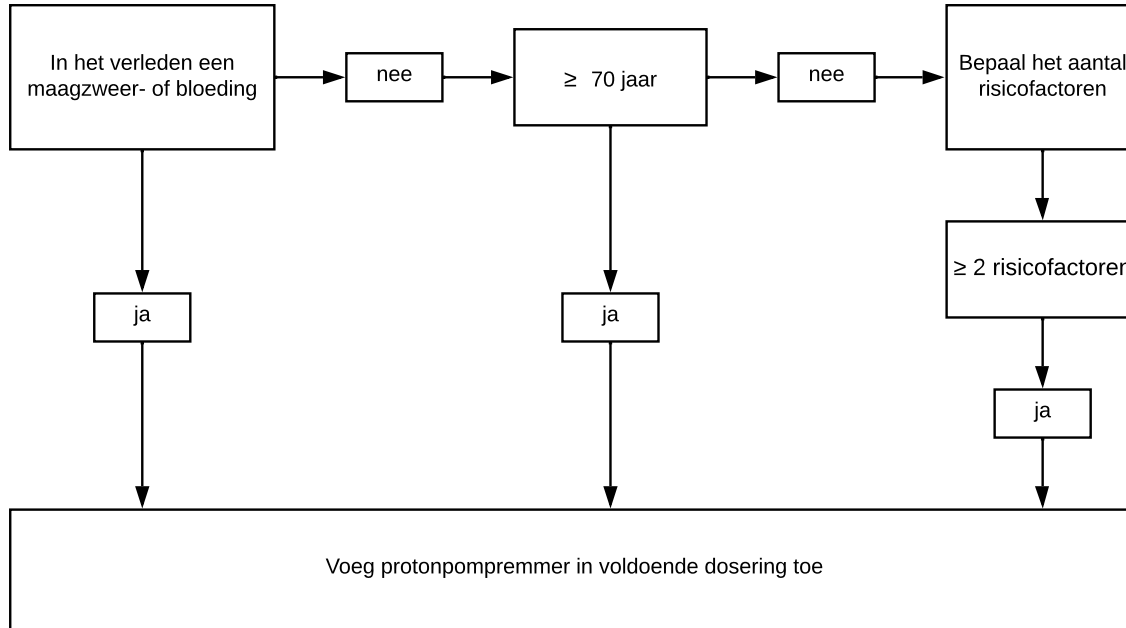 In het verleden een
maagzweer- of bloeding
nee
≥ 70 jaar
nee
Bepaal het aantal
risicofactoren
≥ 2 risicofactoren
ja
ja
ja
Voeg protonpompremmer in voldoende dosering toe